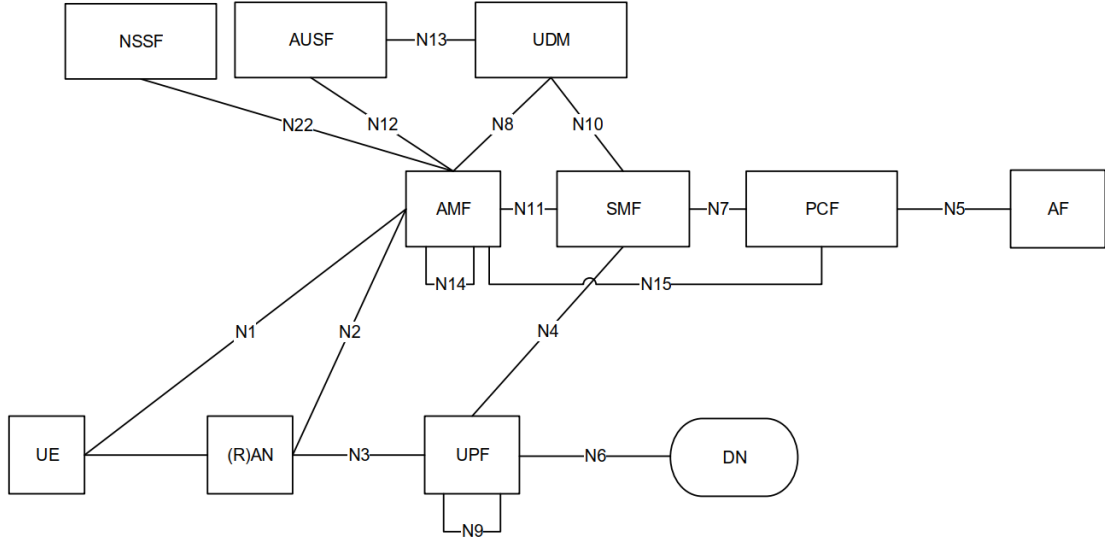 NSSF
AUSF
N13
UDM
N22
N12
N8
N10
AMF
N11
SMF
N7
PCF
N5
AF
N14
N15
N1
N2
N4
UE
(R)AN
N3
UPF
N6
DN
N9